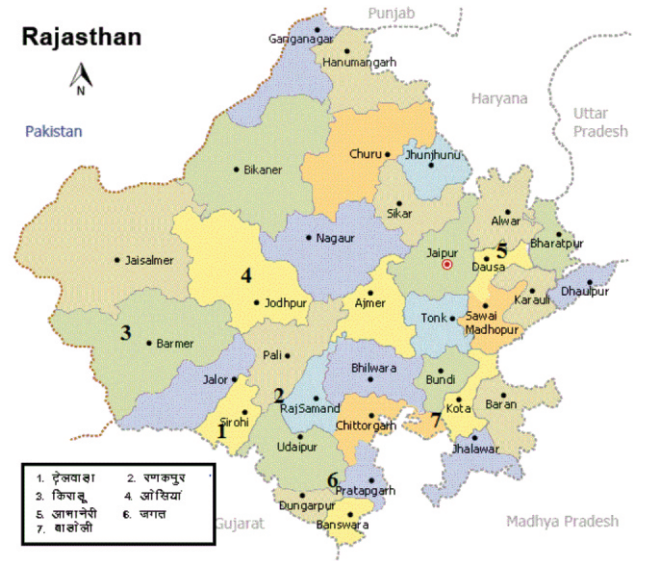 Punjab
Rajasthan
Ganganagar
Hanumangarh
N
Haryana
Uttar
Pradesh
Pakistan
Churu
Jhunjhunu
Bikaner
Sikar
Alwar
Nagaur
Jaipur
Bharatpur
Jaisalmer
Dausa
5
4
Dhaulpur
Karauli
Jodhpur
Ajmer
Tonk
Sawai
Madhopur
3
Barmer
Pali
Bhilwara
Jalor
Bundi
2
RajSamand
Kota
Baran
Sirohi
1
Chittorgarh
7
Udaipur
Jhalawar
6
Pratapgarh
Dungarpur
Banswara
Gujarat
Madhya Pradesh
1. देलवाड़ा 2. रणकपुर
3. किराडू 4. ओसियां
5. आभानेरी 6. जगत
7. बाडोली